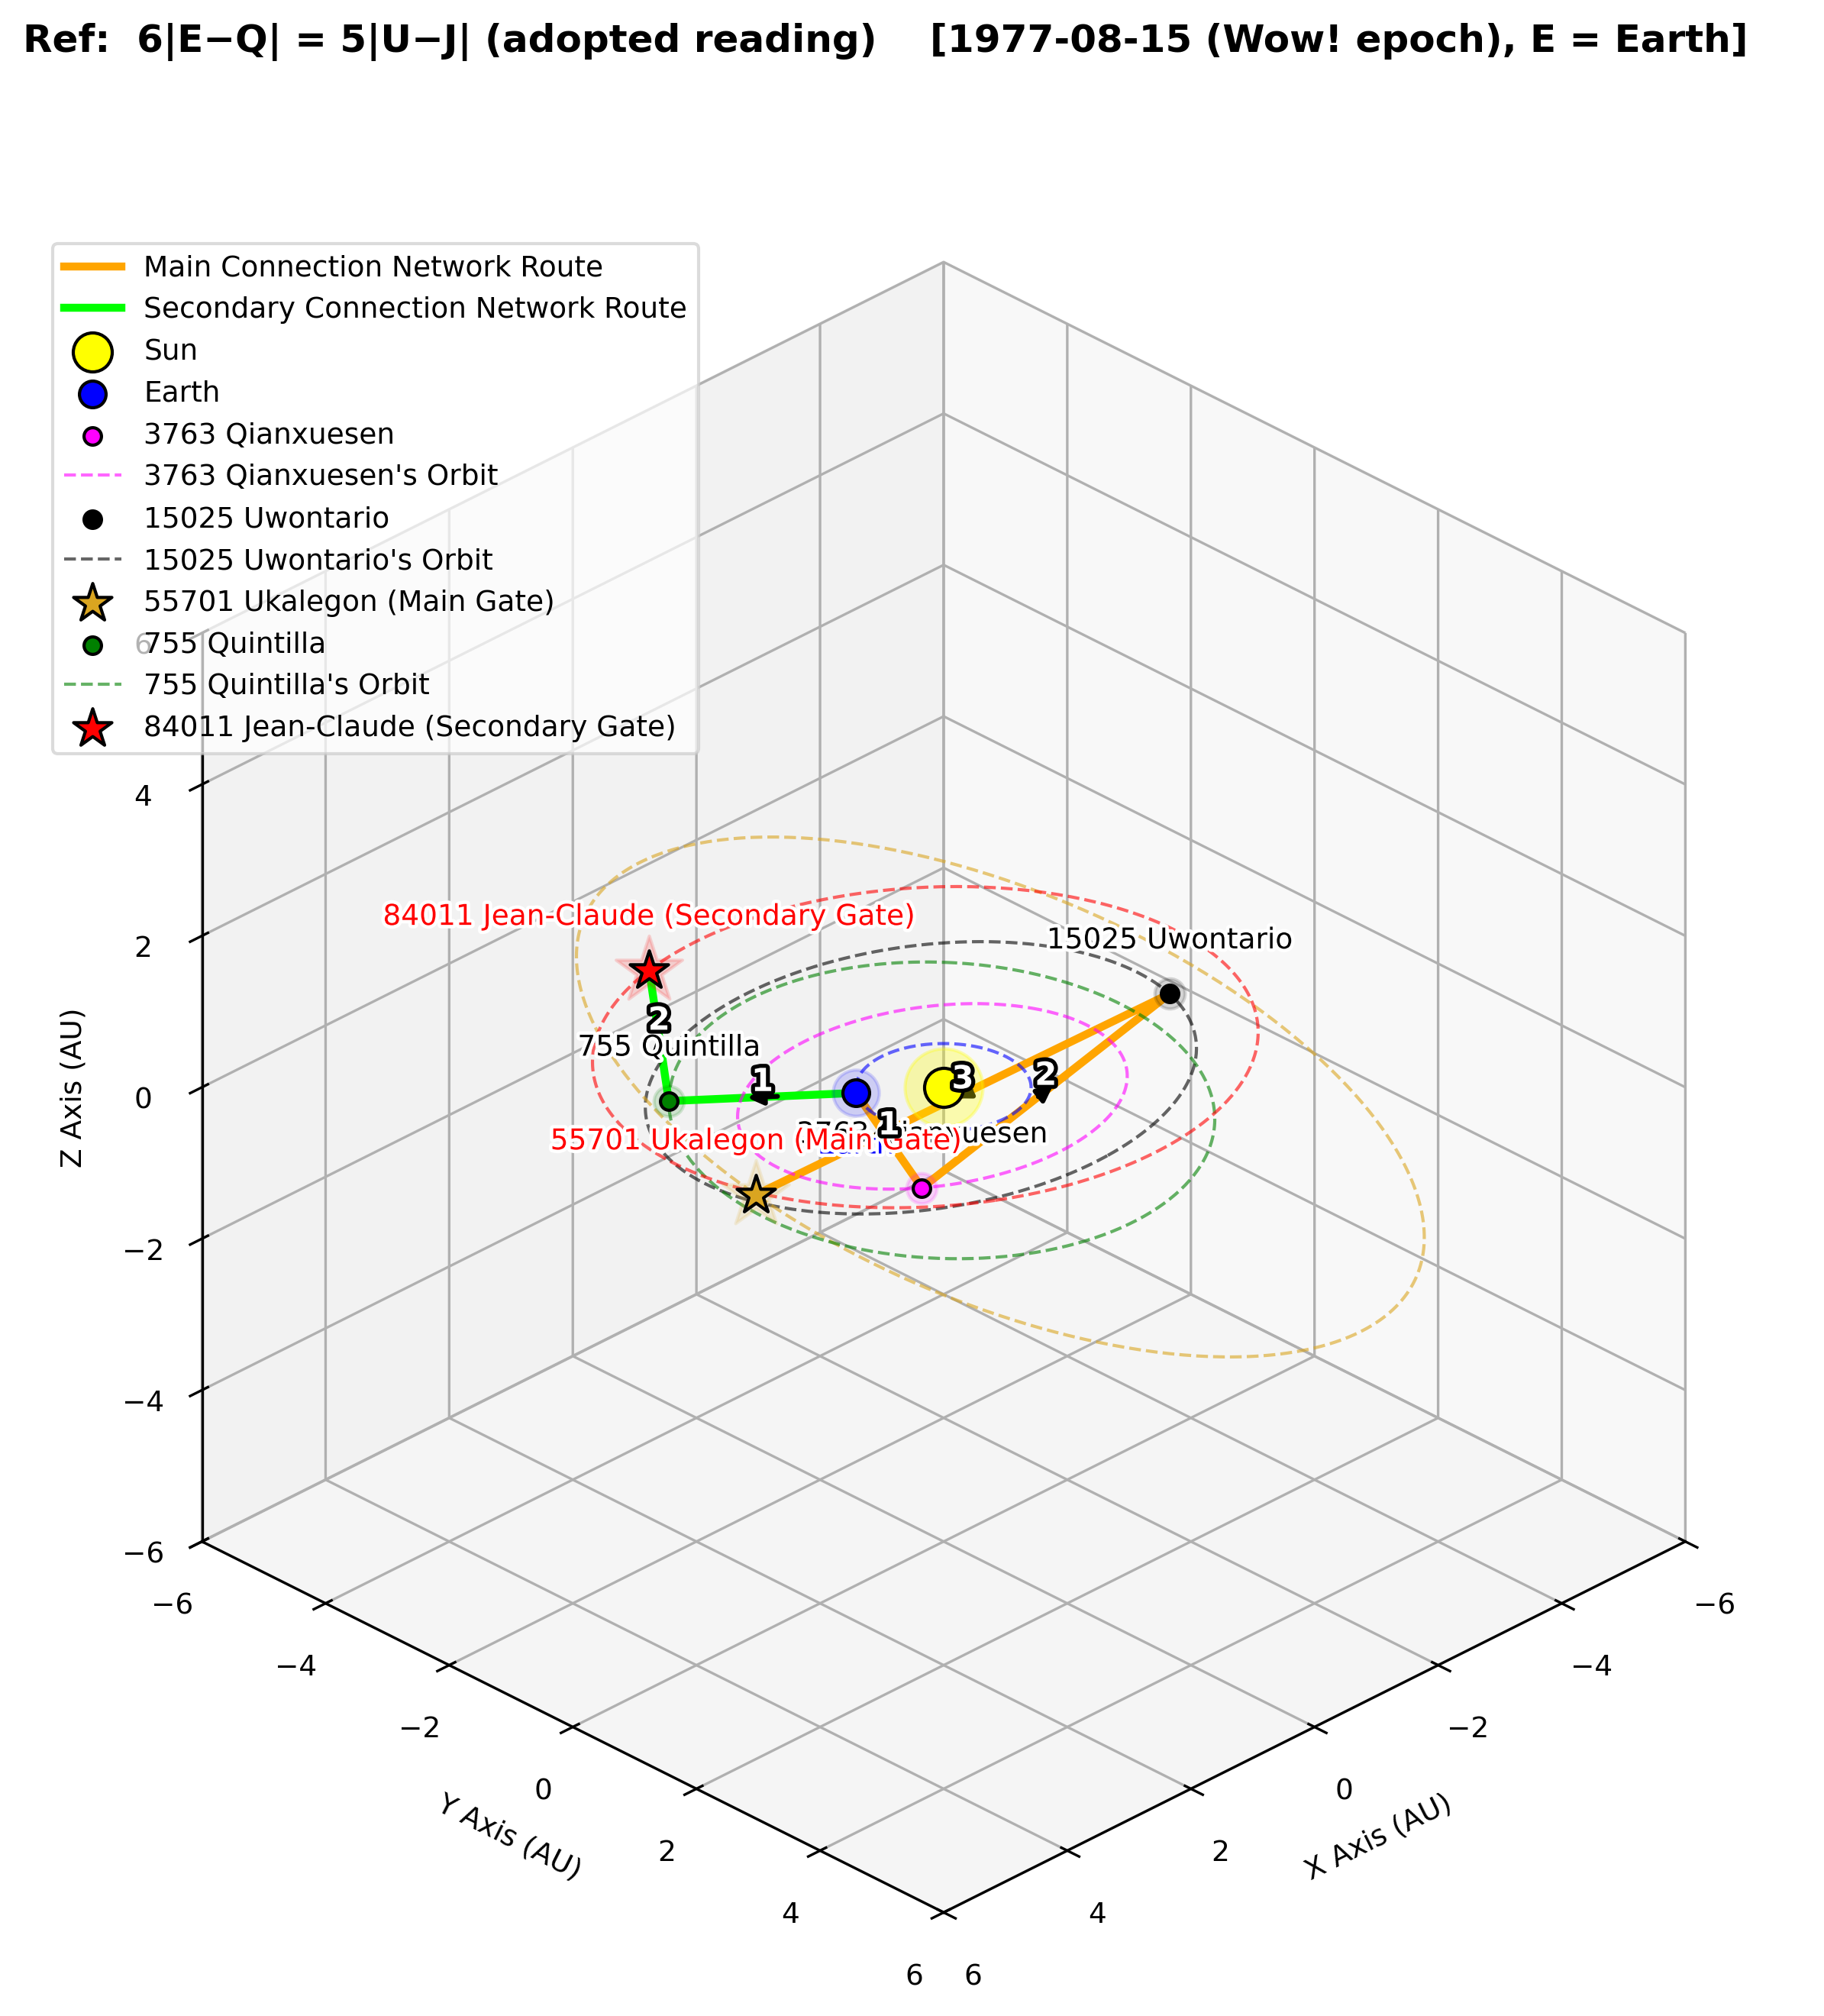 Ref:  6|E−Q| = 5|U−J| (adopted reading)    [1977-08-15 (Wow! epoch), E = Earth]
Main Connection Network Route
Secondary Connection Network Route
Sun
Earth
3763 Qianxuesen
3763 Qianxuesen's Orbit
15025 Uwontario
15025 Uwontario's Orbit
55701 Ukalegon (Main Gate)
755 Quintilla
755 Quintilla's Orbit
84011 Jean-Claude (Secondary Gate)
6
4
2
0
−2
−4
−6
Z Axis (AU)
84011 Jean-Claude (Secondary Gate)
15025 Uwontario
2
755 Quintilla
1
3
2
1
3763 Qianxuesen
55701 Ukalegon (Main Gate)
Earth
−6
−4
−2
0
2
4
6
Y Axis (AU)
−6
−4
−2
0
2
4
6
X Axis (AU)